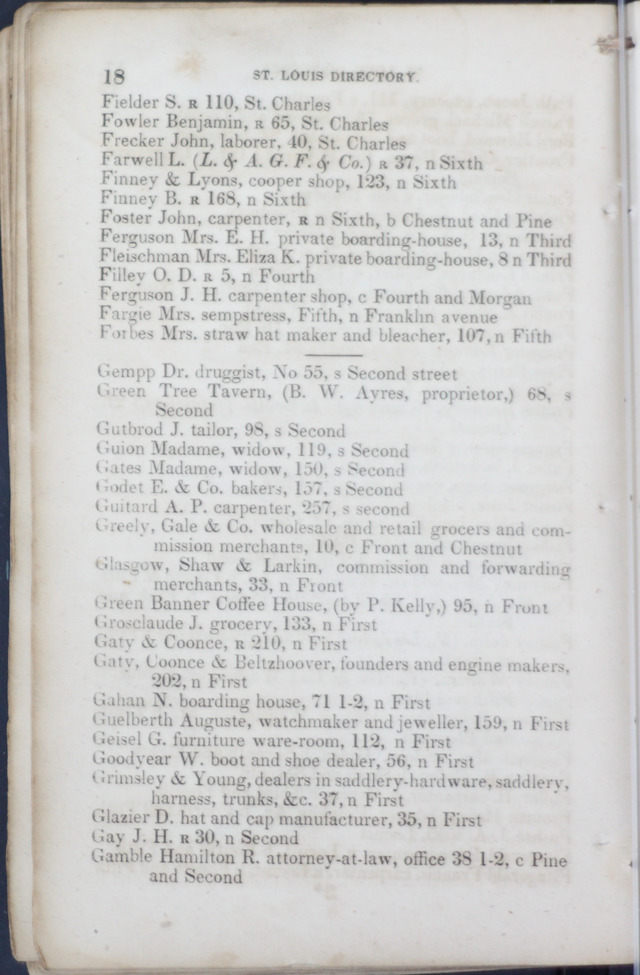 18 ST. LOUIS DIRECTORY.
Fielder S. R 110, St. Charles
Fowler Benjamin, R 65, St. Charles
Frecker John, laborer, 40, St. Charles
Farwell L. (L. & A. G. F. & Co.) R 37, n Sixth
Finney & Lyons, cooper shop, 123, n Sixth
Finney B. R 168, n Sixth
Foster John, carpenter, R n Sixth, b Chestnut and Pine
Ferguson Mrs. E. H. private boarding-house, 13, n Third
Fleischman Mrs. Eliza K. private boarding-house, 8 n Third
Filley O. D. R 5, n Fourth
Ferguson J. H. carpenter shop, c Fourth and Morgan
Fargie Mrs. sempstress, Fifth, n Franklin avenue
Forbes Mrs. straw hat maker and bleacher, 107, n Fifth
Gempp Dr. druggist, No 55, s Second street
Green Tree Tavern, (B. W. Ayres, proprietor,) 68, s
Second
Gutbrod J. tailor, 98, s Second
Guion Madame, widow, 119, s Second
Gates Madame, widow, 150, s Second
Godet E. & Co. bakers, 157, s Second
Guitard A. P. carpenter, 257, s second
Greely, Gale & Co. wholesale and retail grocers and com-
mission merchants, 10, c Front and Chestnut
Glasgow, Shaw & Larkin, commission and forwarding
merchants, 33, n Front
Green Banner Coffee House, (by P. Kelly,) 95, n Front
Grosclaude J. grocery, 133, n First
Gaty & Coonce, R 210, n First
Gaty, Coonce & Beltzhoover, founders and engine makers,
202, n First
Gahan N. boarding house, 71 1-2, n First
Guelberth Auguste, watchmaker and jeweller, 159, n First
Geisel G. furniture ware-room, 112, n First
Goodyear W. boot and shoe dealer, 56, n First
Grimsley & Young, dealers in saddlery-hardware, saddlery,
harness, trunks, &c. 37, n First
Glazier D. hat and cap manufacturer, 35, n First
Gay J. H. R 30, n Second
Gamble Hamilton R. attorney-at-law, office 38 1-2, c Pine
and Second